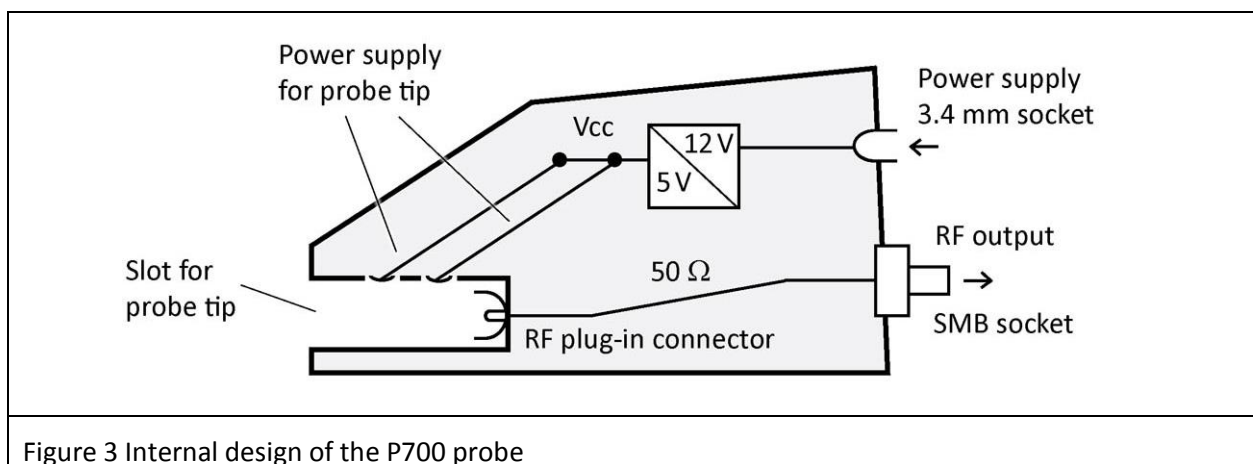 Power supply
for probe tip
Vcc
12 V
5 V
Power supply
3.4 mm socket
Slot for
probe tip
50 Ω
RF plug-in connector
RF output
SMB socket
Figure 3 Internal design of the P700 probe